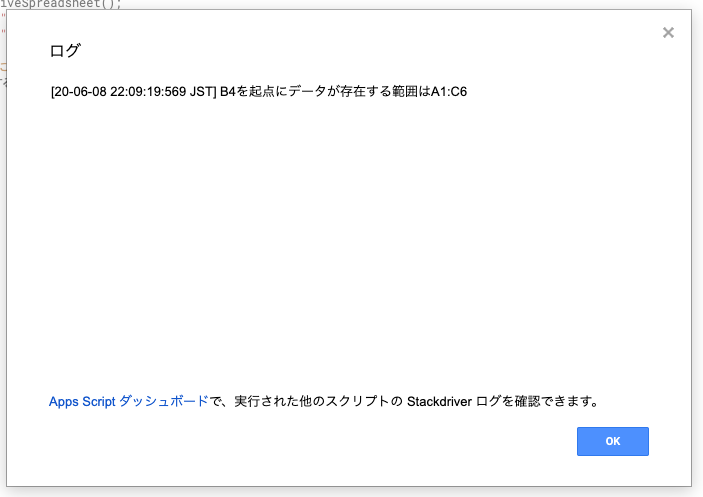 iveSpreadsheet();
ログ
[20-06-08 22:09:19:569 JST] B4を起点にデータが存在する範囲はA1:C6
Apps Script ダッシュボードで、実行された他のスクリプトの Stackdriver ログを確認できます。
OK